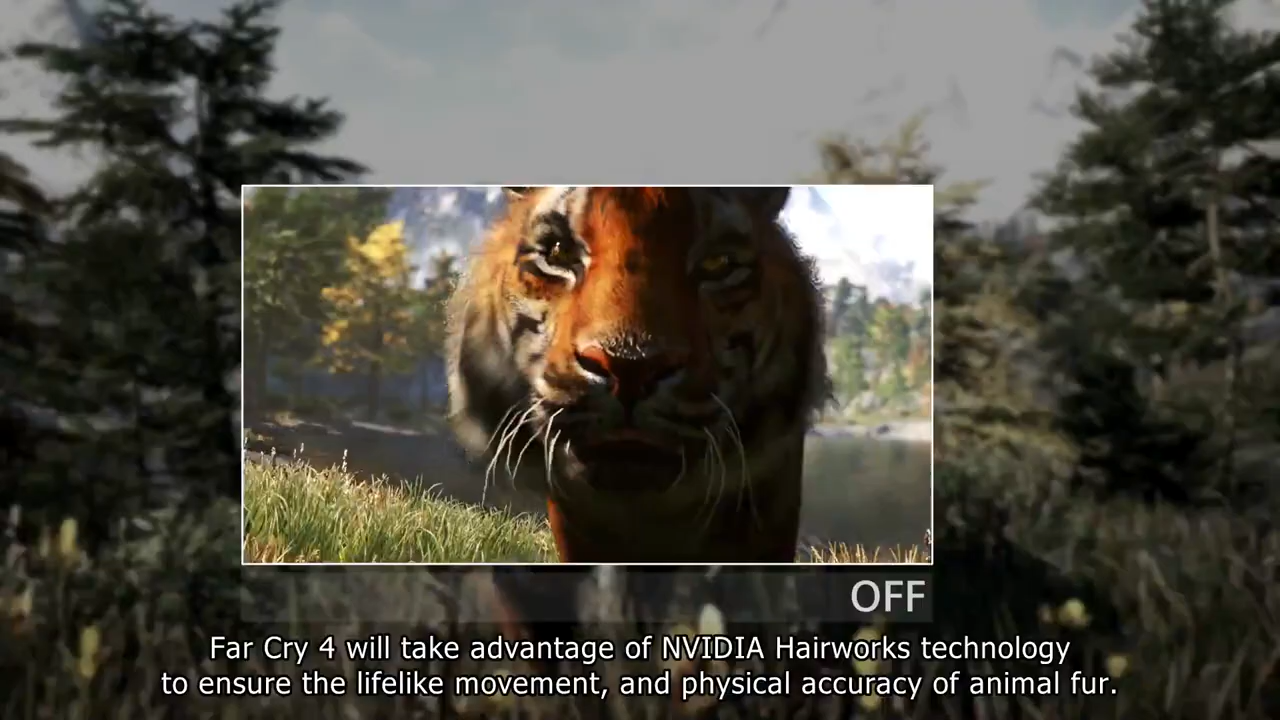 OFF
Far Cry 4 will take advantage of NVIDIA Hairworks technology
to ensure the lifelike movement, and physical accuracy of animal fur.